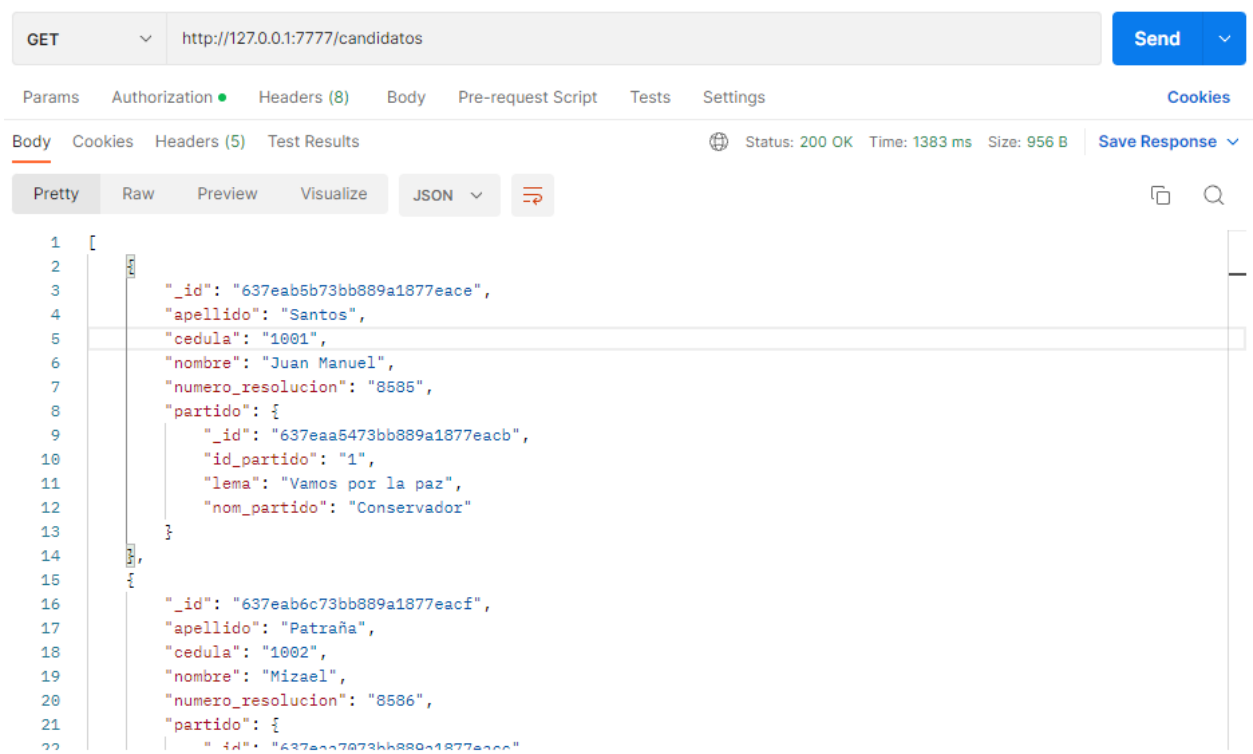 GET http://127.0.0.1:7777/candidatos Send
Params Authorization Headers (8) Body Pre-request Script Tests Settings Cookies
Body Cookies Headers (5) Test Results Status: 200 OK Time: 1383 ms Size: 956 B Save Response
Pretty Raw Preview Visualize JSON
1 [
2 {
3 "_id": "637eab5b73bb889a1877eace",
4 "apellido": "Santos",
5 "cedula": "1001",
6 "nombre": "Juan Manuel",
7 "numero_resolucion": "8585",
8 "partido": {
9 "_id": "637eaa5473bb889a1877eacb",
10 "id_partido": "1",
11 "lema": "Vamos por la paz",
12 "nom_partido": "Conservador"
13 }
14 },
15 {
16 "_id": "637eab6c73bb889a1877eacf",
17 "apellido": "Patraña",
18 "cedula": "1002",
19 "nombre": "Mizael",
20 "numero_resolucion": "8586",
21 "partido": {
22 "_id": "637eaa7073bb889a1877eacc"